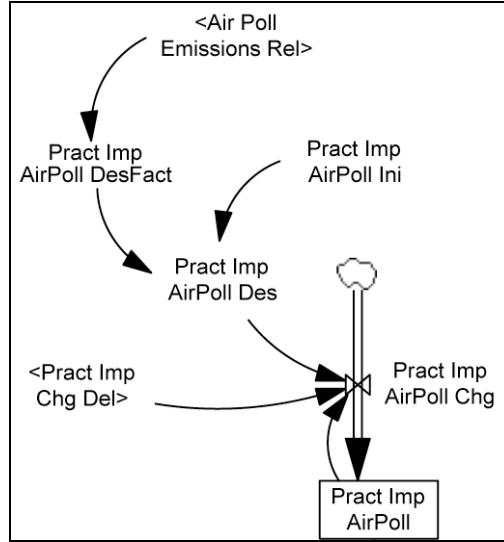 <Air Poll
Emissions Rel>
Pract Imp
AirPoll DesFact
Pract Imp
AirPoll Ini
Pract Imp
AirPoll Des
<Pract Imp
Chg Del>
Pract Imp
AirPoll Chg
Pract Imp
AirPoll